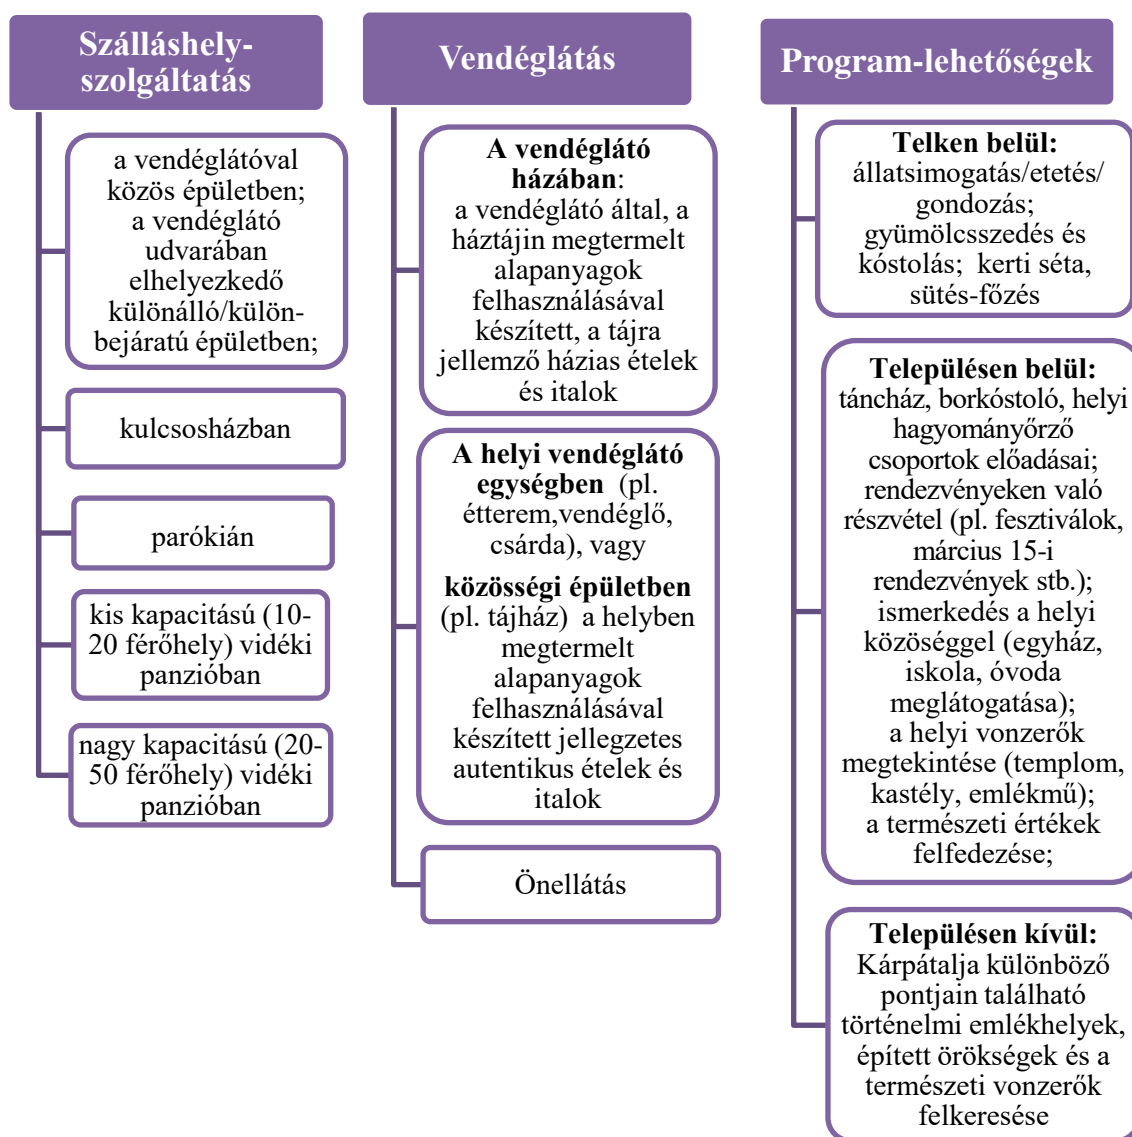 Szálláshely-
szolgáltatás
a vendéglátóval
közös épületben;
a vendéglátó
udvarában
elhelyezkedő
különálló/külön-
bejáratú épületben;
kulcsosházban
parókián
kis kapacitású (10-
20 férőhely) vidéki
panzióban
nagy kapacitású (20-
50 férőhely) vidéki
panzióban
Vendéglátás
A vendéglátó
házában:
a vendéglátó által, a
háztájin megtermelt
alapanyagok
felhasználásával
készített, a tájra
jellemző házias ételek
és italok
A helyi vendéglátó
egységben (pl.
étterem,vendéglő,
csárda), vagy
közösségi épületben
(pl. tájház) a helyben
megtermelt
alapanyagok
felhasználásával
készített jellegzetes
autentikus ételek és
italok
Önellátás
Program-lehetőségek
Telken belül:
állatsimogatás/etetés/
gondozás;
gyümölcsszedés és
kóstolás; kerti séta,
sütés-főzés
Településen belül:
táncház, borkóstoló, helyi
hagyományőrző
csoportok előadásai;
rendezvényeken való
részvétel (pl. fesztiválok,
március 15-i
rendezvények stb.);
ismerkedés a helyi
közöséggel (egyház,
iskola, óvoda
meglátogatása);
a helyi vonzerők
megtekintése (templom,
kastély, emlékmű);
a természeti értékek
felfedezése;
Településen kívül:
Kárpátalja különböző
pontjain található
történelmi emlékhelyek,
épített örökségek és a
természeti vonzerők
felkeresése